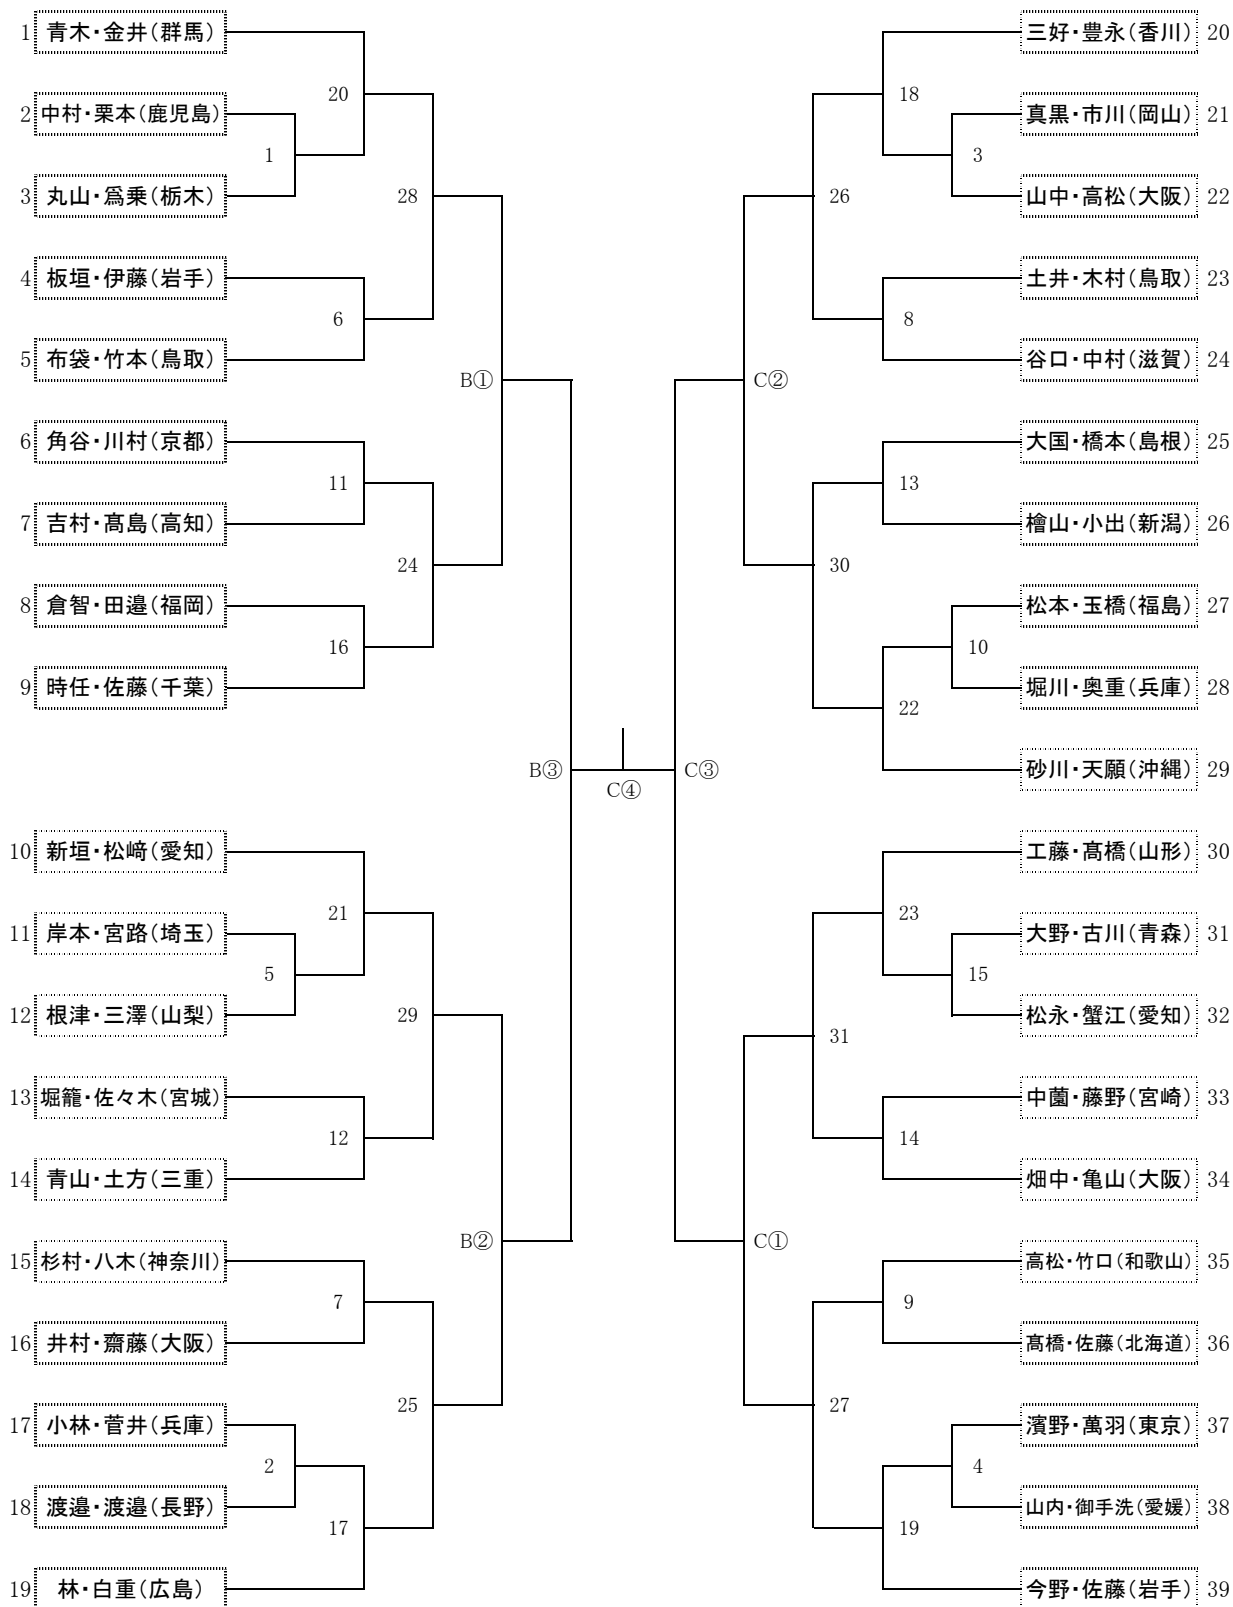 1 青木・金井(群馬)
2 中村・栗本(鹿児島)
3 丸山・爲乗(栃木)
4 板垣・伊藤(岩手)
5 布袋・竹本(鳥取)
6 角谷・川村(京都)
7 吉村・髙島(高知)
8 倉智・田邉(福岡)
9 時任・佐藤(千葉)
10 新垣・松﨑(愛知)
11 岸本・宮路(埼玉)
12 根津・三澤(山梨)
13 堀籠・佐々木(宮城)
14 青山・土方(三重)
15 杉村・八木(神奈川)
16 井村・齋藤(大阪)
17 小林・菅井(兵庫)
18 渡邉・渡邉(長野)
19 林・白重(広島)
1
5
2
20
6
11
16
21
12
7
17
28
24
29
25
B①
B②
B③
C④
C③
C②
C①
26
30
31
27
18
8
13
22
23
14
9
19
3
10
15
4
三好・豊永(香川) 20
真黒・市川(岡山) 21
山中・高松(大阪) 22
土井・木村(鳥取) 23
谷口・中村(滋賀) 24
大国・橋本(島根) 25
檜山・小出(新潟) 26
松本・玉橋(福島) 27
堀川・奥重(兵庫) 28
砂川・天願(沖縄) 29
工藤・髙橋(山形) 30
大野・古川(青森) 31
松永・蟹江(愛知) 32
中薗・藤野(宮崎) 33
畑中・亀山(大阪) 34
高松・竹口(和歌山) 35
髙橋・佐藤(北海道) 36
濱野・萬羽(東京) 37
山内・御手洗(愛媛) 38
今野・佐藤(岩手) 39